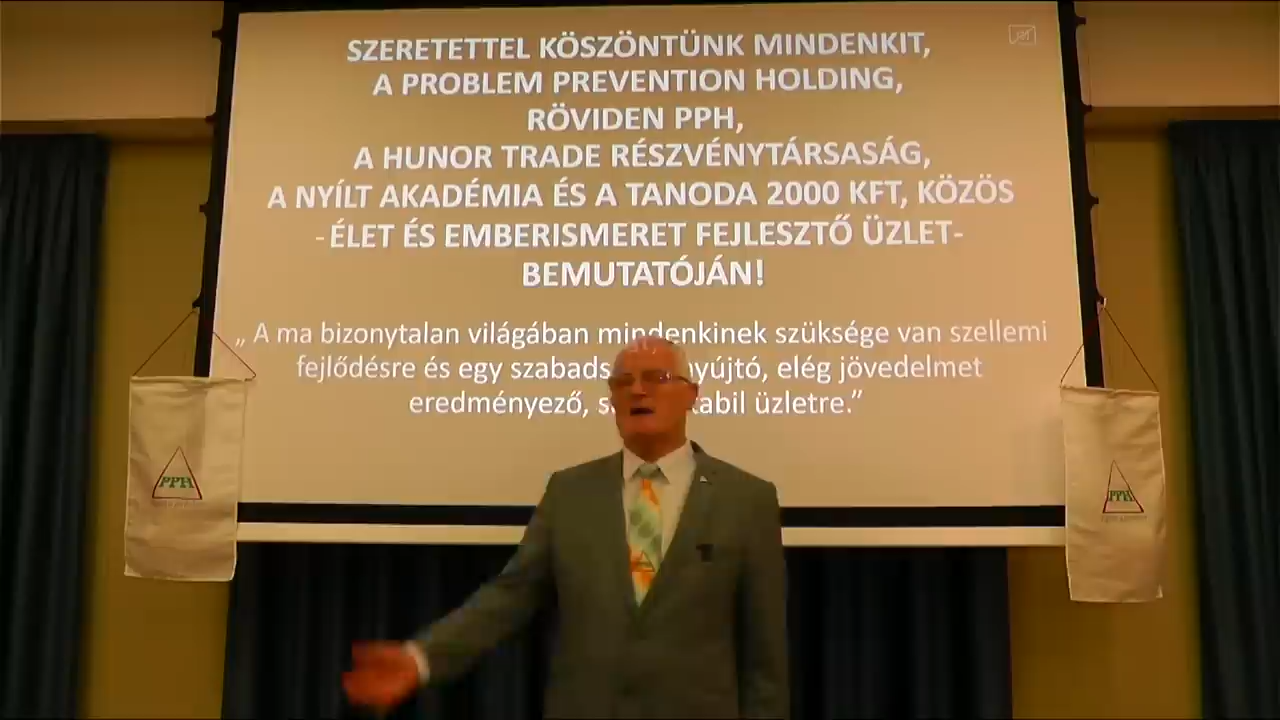 SZERETETTEL KÖSZÖNTÜNK MINDENKIT,
A PROBLEM PREVENTION HOLDING,
RÖVIDEN PPH,
A HUNOR TRADE RÉSZVÉNYTÁRSASÁG,
A NYÍLT AKADÉMIA ÉS A TANODA 2000 KFT, KÖZÖS
-ÉLET ÉS EMBERISMERET FEJLESZTŐ ÜZLET-
BEMUTATÓJÁN!
„ A ma bizonytalan világában mindenkinek szüksége van szellemi
fejlődésre és egy szabads nyújtó, elég jövedelmet
eredményező, s tabil üzletre.”
PPH
PPH